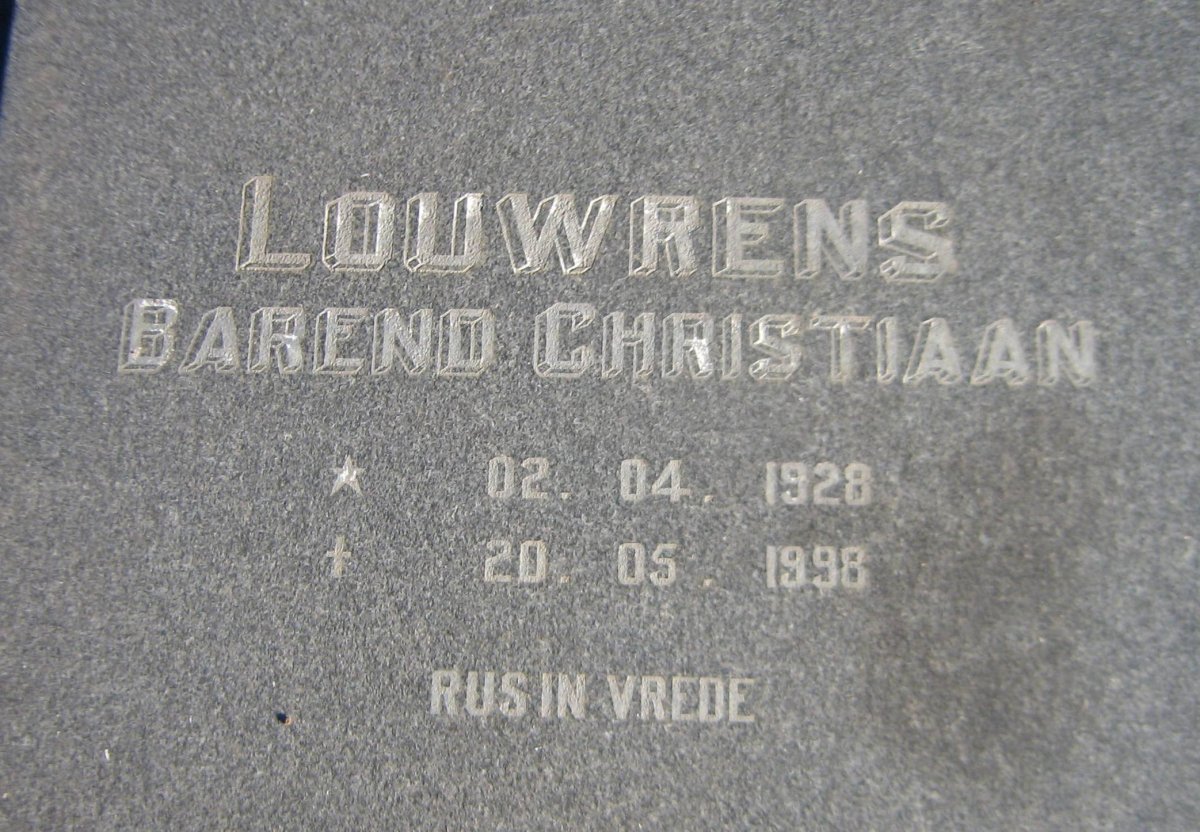 LOUWRENS
BAREND CHRISTIAAN
★ 02. 04. 1928
✝ 20. 05. 1998
RUS IN VREDE